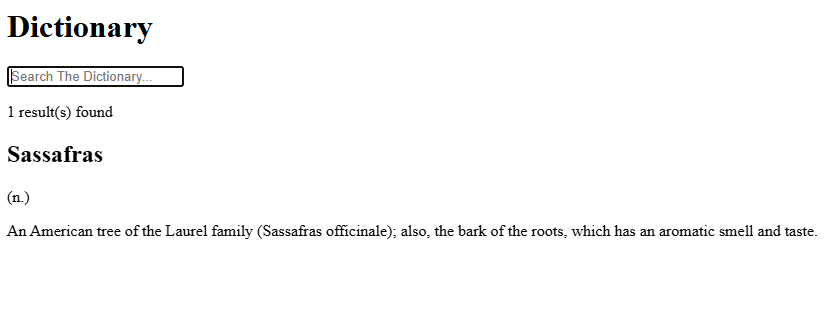 Dictionary
Search The Dictionary...
1 result(s) found
Sassafras
(n.)
An American tree of the Laurel family (Sassafras officinale); also, the bark of the roots, which has an aromatic smell and taste.